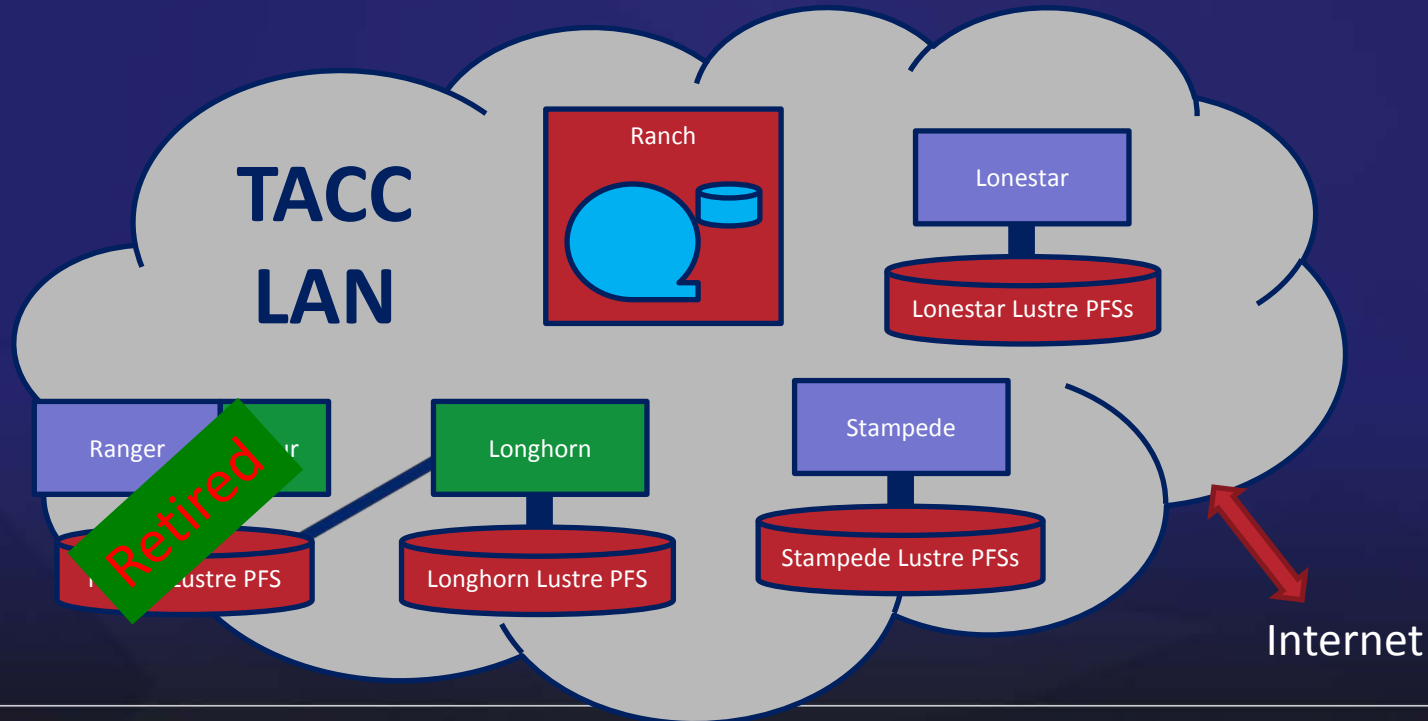 TACC
LAN
Ranch
Lonestar
Lonestar Lustre PFSs
Ranger
Retired
Longhorn
Stampede
Lustre PFS
Longhorn Lustre PFS
Stampede Lustre PFSs
Internet